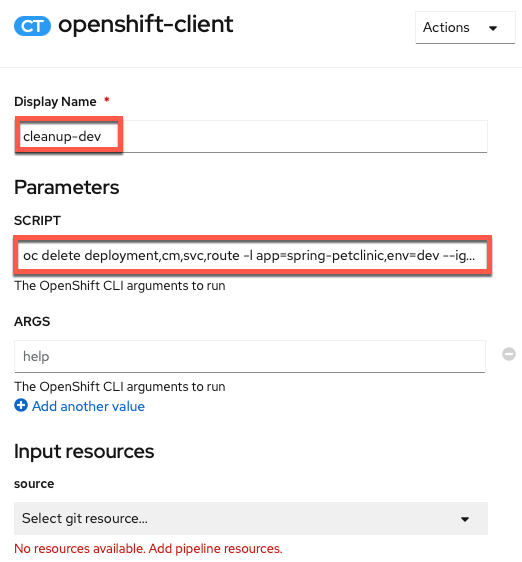 CT openshift-client
Actions
Display Name *
cleanup-dev
Parameters
SCRIPT
oc delete deployment,cm,svc,route -l app=spring-petclinic,env=dev --ig...
The OpenShift CLI arguments to run
ARGS
help
The OpenShift CLI arguments to run
Add another value
Input resources
source
Select git resource...
No resources available. Add pipeline resources.